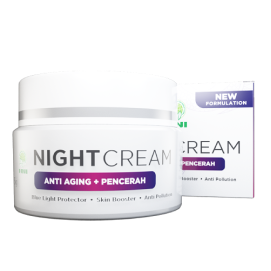 NIGHT CREAM
ANTI AGING + PENCERAH
Blue Light Protector • Skin Booster • Anti Pollution
NEW
FORMULATION
CREAM
PENCERAH
Booster • Anti Pollution